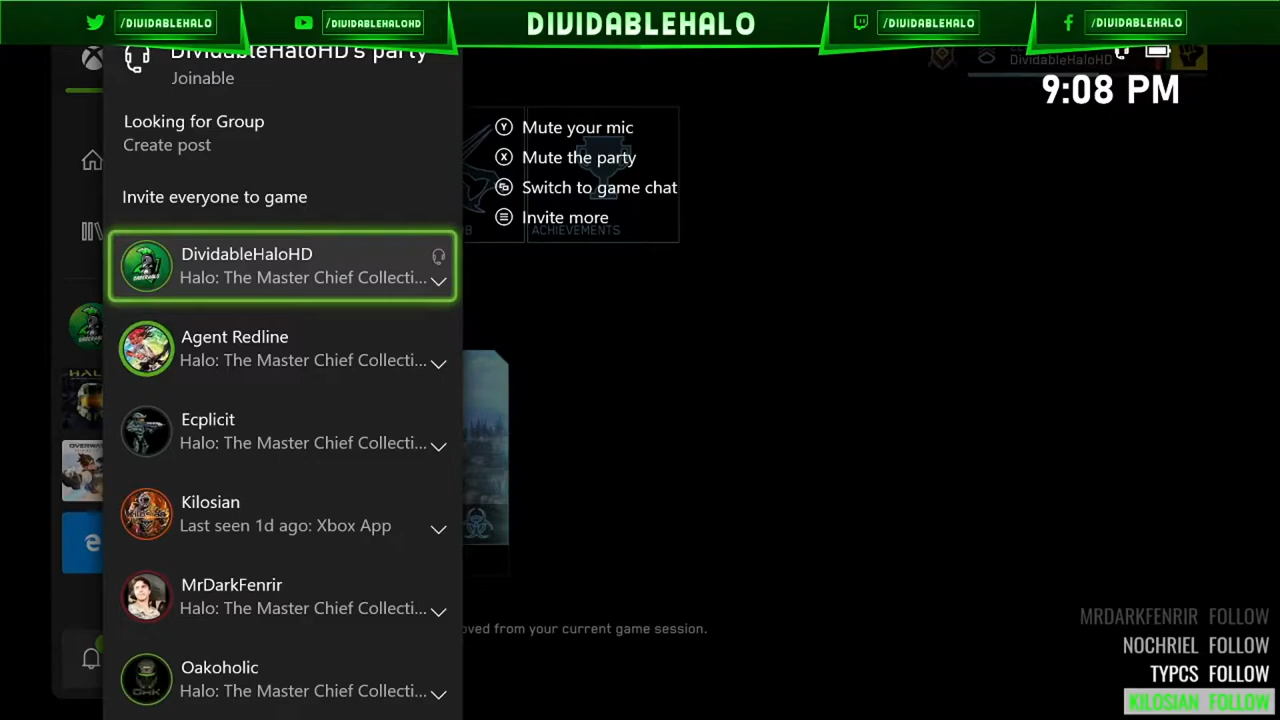 /DIVIDABLEHALO
/DIVIDABLEHALOHD
DIVIDABLEHALO
/DIVIDABLEHALO
/DIVIDABLEHALO
DividableHaloHD's party
Joinable
DividableHaloHD
9:08 PM
Looking for Group
Create post
Invite everyone to game
Mute your mic
Mute the party
Switch to game chat
Invite more
ACHIEVEMENTS
DividableHaloHD
Halo: The Master Chief Collecti...
Agent Redline
Halo: The Master Chief Collecti...
Ecplicit
Halo: The Master Chief Collecti...
Kilosian
Last seen 1d ago: Xbox App
MrDarkFenrir
Halo: The Master Chief Collecti...
Oakoholic
Halo: The Master Chief Collecti...
oved from your current game session.
MRDARKFENRIR FOLLOW
NOCHRIEL FOLLOW
TYPCS FOLLOW
KILOSIAN FOLLOW